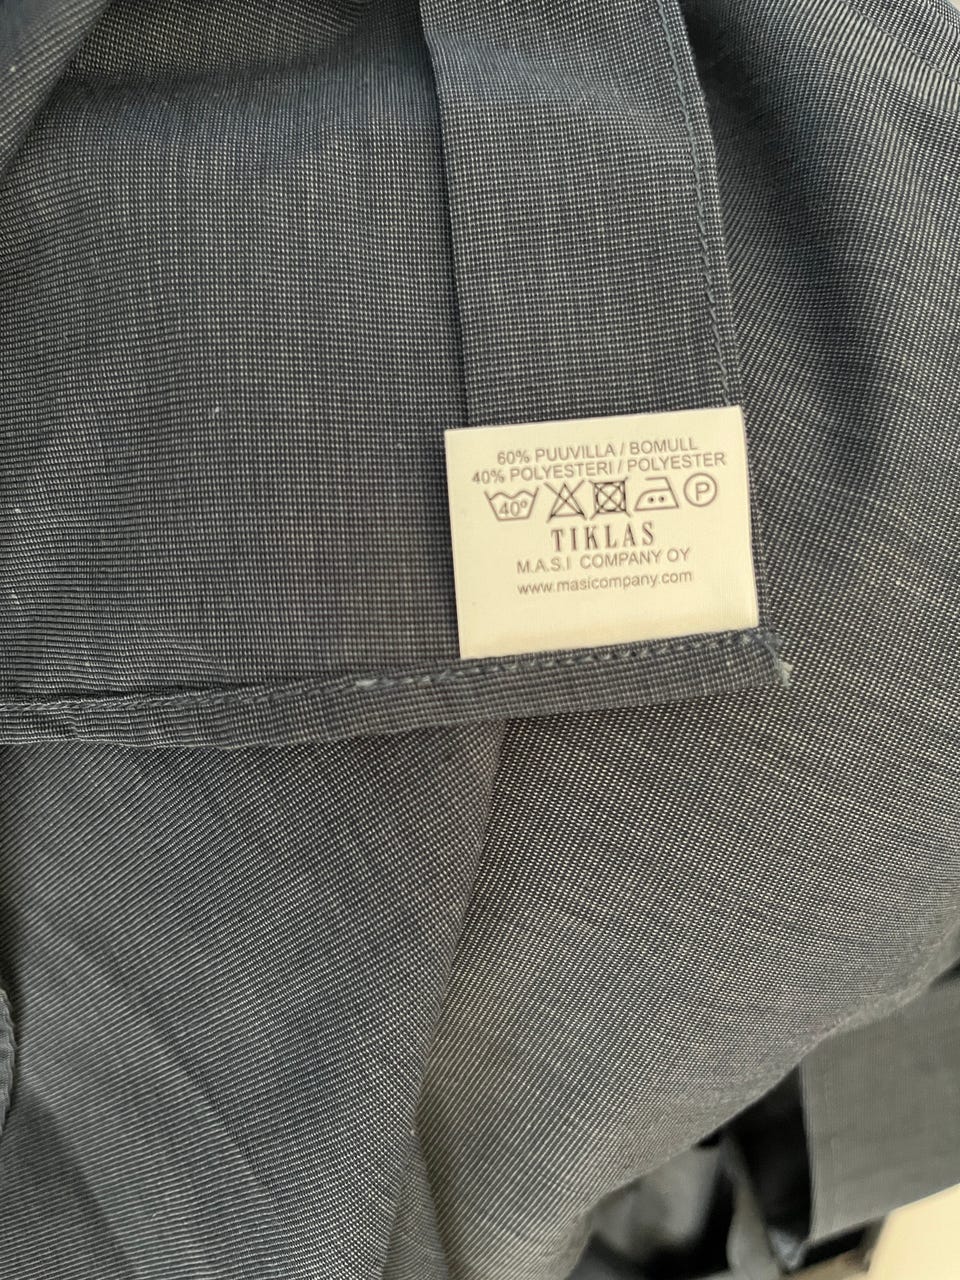 60% PUUVILLA / BOMULL
40% POLYESTERI / POLYESTER
40° P
TIKLAS
M.A.S.I COMPANY OY
www.masicompany.com